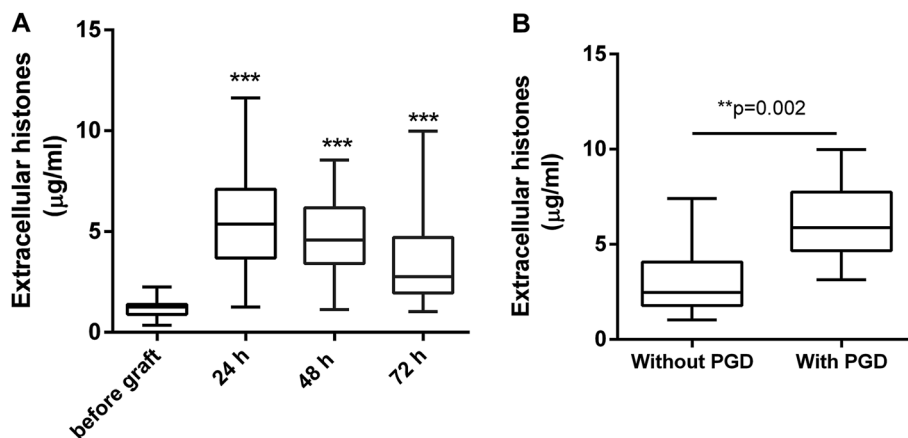 A
Extracellular histones
(μg/ml)
15
10
5
0
***
***
***
before graft
24 h
48 h
72 h
B
Extracellular histones
(μg/ml)
15
10
5
0
**p=0.002
Without PGD
With PGD